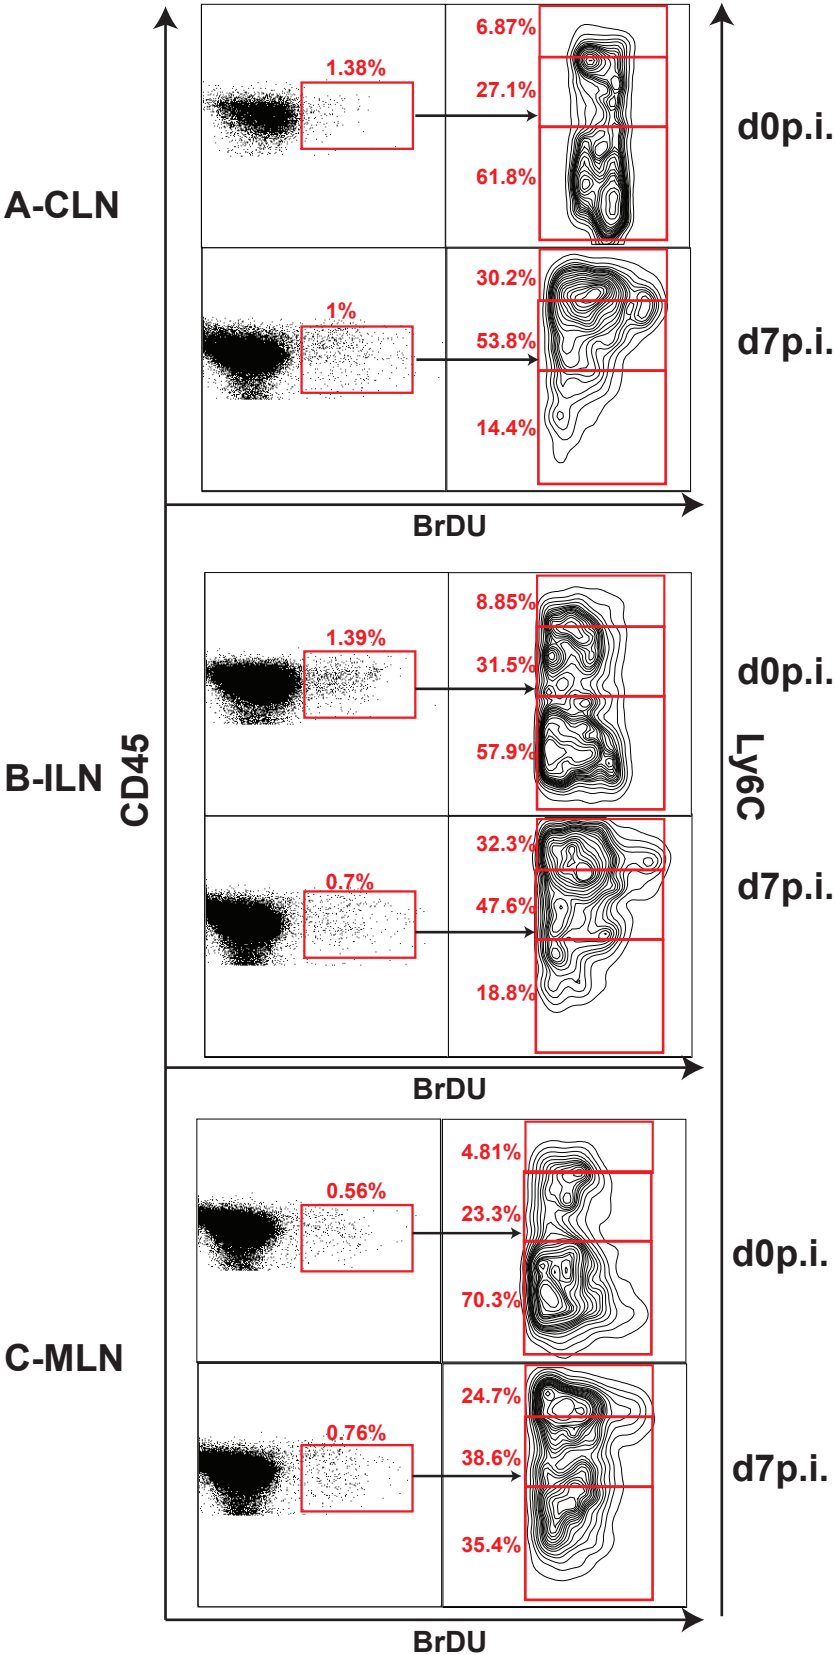 6.87%
1.38%
27.1%
d0p.i.
61.8%
A-CLN
30.2%
1%
53.8%
d7p.i.
14.4%
BrDU
8.85%
1.39%
31.5%
d0p.i.
57.9%
B-ILN
CD45
Ly6C
32.3%
0.7%
47.6%
d7p.i.
18.8%
BrDU
4.81%
0.56%
23.3%
d0p.i.
70.3%
C-MLN
24.7%
0.76%
38.6%
d7p.i.
35.4%
BrDU